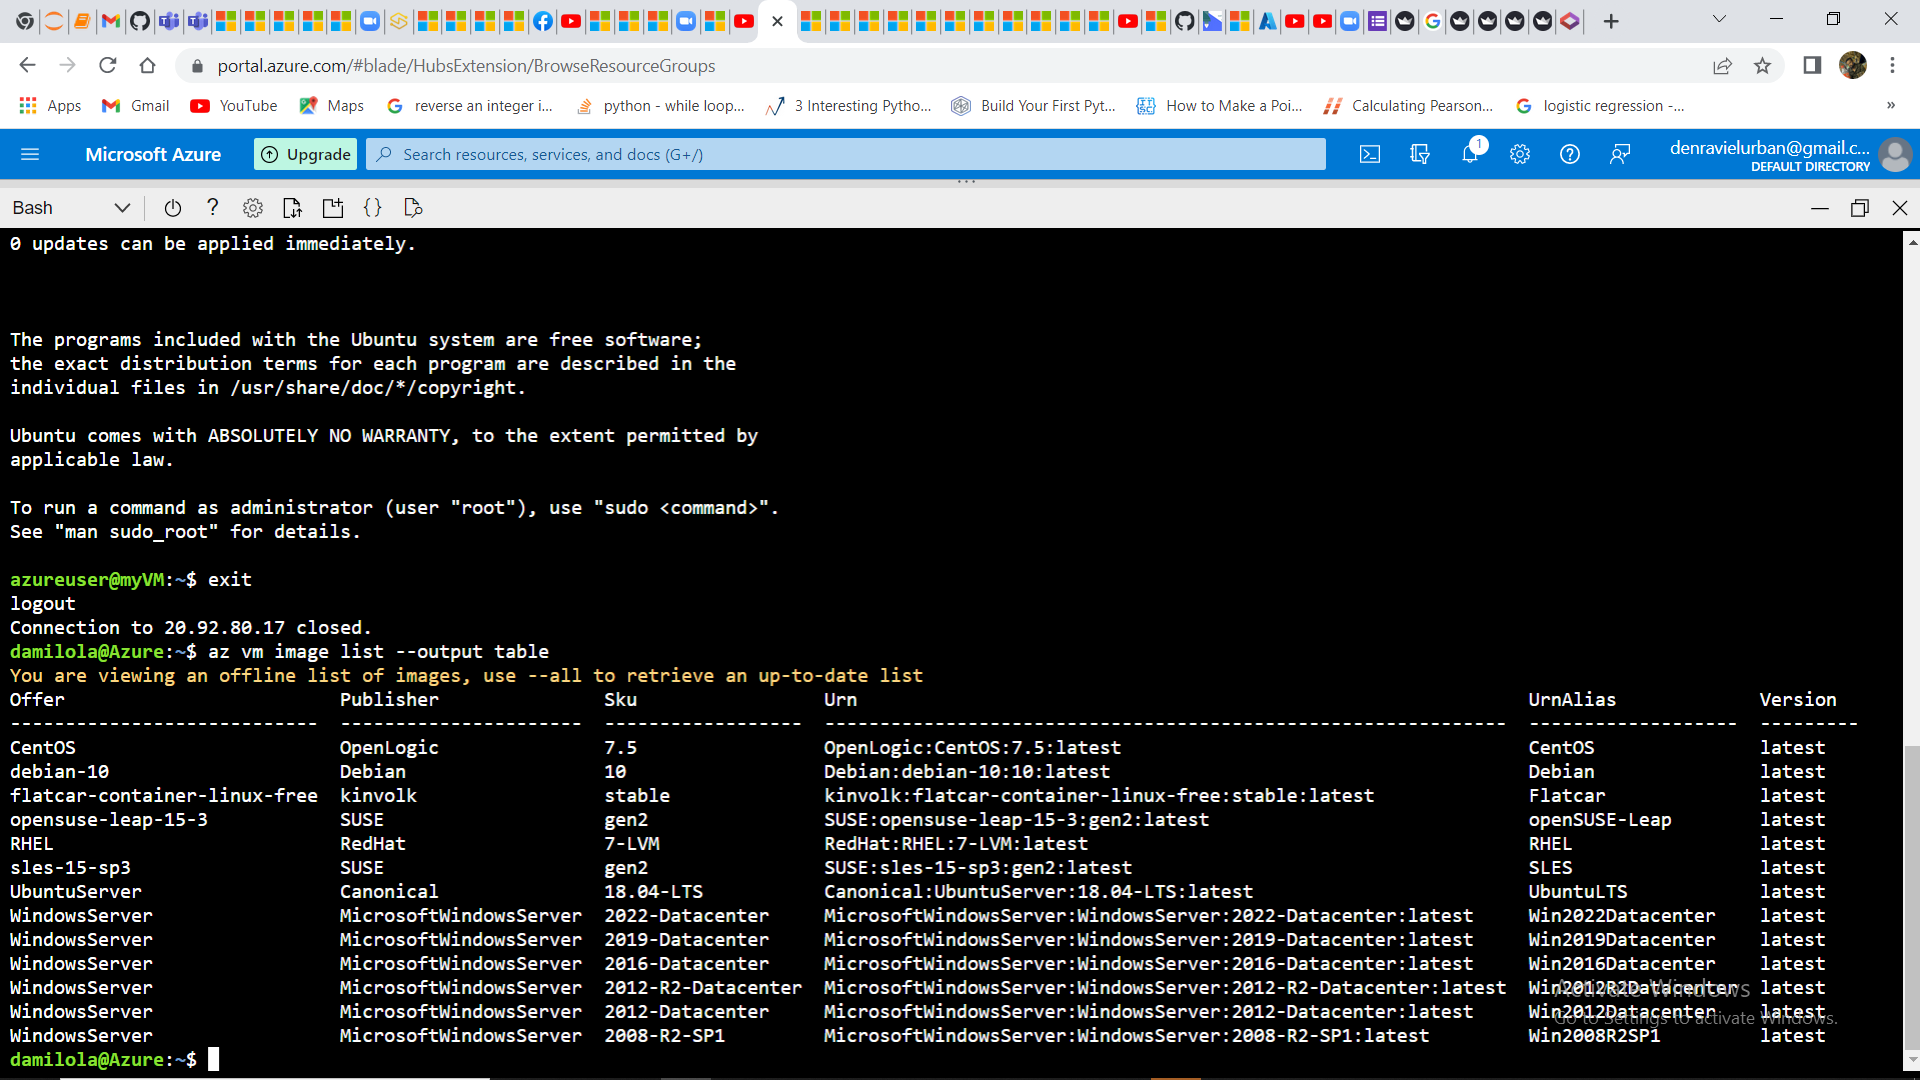 portal.azure.com/#blade/HubsExtension/BrowseResourceGroups
Apps Gmail YouTube Maps reverse an integer i... python - while loop... 3 Interesting Pytho... Build Your First Pyt... How to Make a Poi... Calculating Pearson... logistic regression -... »
Microsoft Azure Upgrade Search resources, services, and docs (G+/) 1 denravielurban@gmail.c...
DEFAULT DIRECTORY
Bash
0 updates can be applied immediately.
The programs included with the Ubuntu system are free software;
the exact distribution terms for each program are described in the
individual files in /usr/share/doc/*/copyright.
Ubuntu comes with ABSOLUTELY NO WARRANTY, to the extent permitted by
applicable law.
To run a command as administrator (user "root"), use "sudo <command>".
See "man sudo_root" for details.
azureuser@myVM:~$ exit
logout
Connection to 20.92.80.17 closed.
damilola@Azure:~$ az vm image list --output table
You are viewing an offline list of images, use --all to retrieve an up-to-date list
Offer Publisher Sku Urn UrnAlias Version
---------------------------- ---------------------- ------------------ -------------------------------------------------------------- ------------------- ---------
CentOS OpenLogic 7.5 OpenLogic:CentOS:7.5:latest CentOS latest
debian-10 Debian 10 Debian:debian-10:10:latest Debian latest
flatcar-container-linux-free kinvolk stable kinvolk:flatcar-container-linux-free:stable:latest Flatcar latest
opensuse-leap-15-3 SUSE gen2 SUSE:opensuse-leap-15-3:gen2:latest openSUSE-Leap latest
RHEL RedHat 7-LVM RedHat:RHEL:7-LVM:latest RHEL latest
sles-15-sp3 SUSE gen2 SUSE:sles-15-sp3:gen2:latest SLES latest
UbuntuServer Canonical 18.04-LTS Canonical:UbuntuServer:18.04-LTS:latest UbuntuLTS latest
WindowsServer MicrosoftWindowsServer 2022-Datacenter MicrosoftWindowsServer:WindowsServer:2022-Datacenter:latest Win2022Datacenter latest
WindowsServer MicrosoftWindowsServer 2019-Datacenter MicrosoftWindowsServer:WindowsServer:2019-Datacenter:latest Win2019Datacenter latest
WindowsServer MicrosoftWindowsServer 2016-Datacenter MicrosoftWindowsServer:WindowsServer:2016-Datacenter:latest Win2016Datacenter latest
WindowsServer MicrosoftWindowsServer 2012-R2-Datacenter MicrosoftWindowsServer:WindowsServer:2012-R2-Datacenter:latest Win2012R2Datacenter latest
WindowsServer MicrosoftWindowsServer 2012-Datacenter MicrosoftWindowsServer:WindowsServer:2012-Datacenter:latest Win2012Datacenter latest
WindowsServer MicrosoftWindowsServer 2008-R2-SP1 MicrosoftWindowsServer:WindowsServer:2008-R2-SP1:latest Win2008R2SP1 latest
damilola@Azure:~$
Activate Windows
Go to Settings to activate Windows.